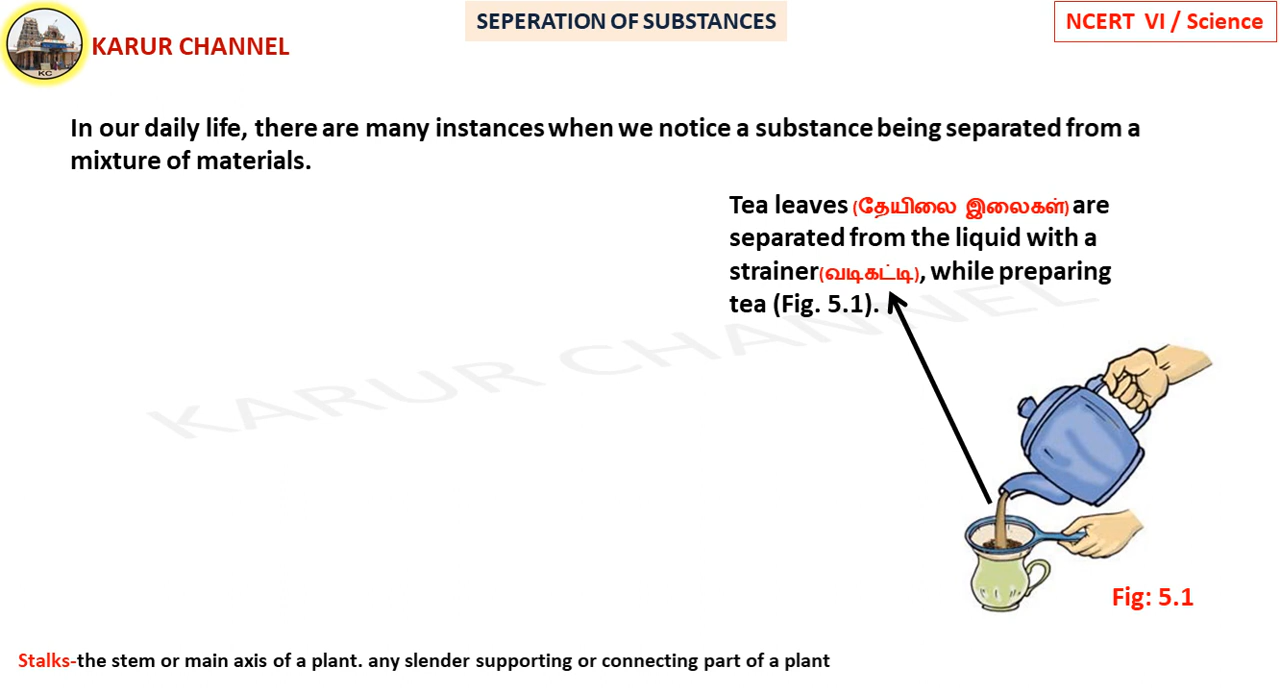 SEPERATION OF SUBSTANCES
NCERT VI / Science
KARUR CHANNEL
KC
In our daily life, there are many instances when we notice a substance being separated from a
mixture of materials.
Tea leaves (தேயிலை இலைகள்) are
separated from the liquid with a
strainer(வடிகட்டி), while preparing
tea (Fig. 5.1).
KARUR CHANNEL
Fig: 5.1
Stalks-the stem or main axis of a plant. any slender supporting or connecting part of a plant